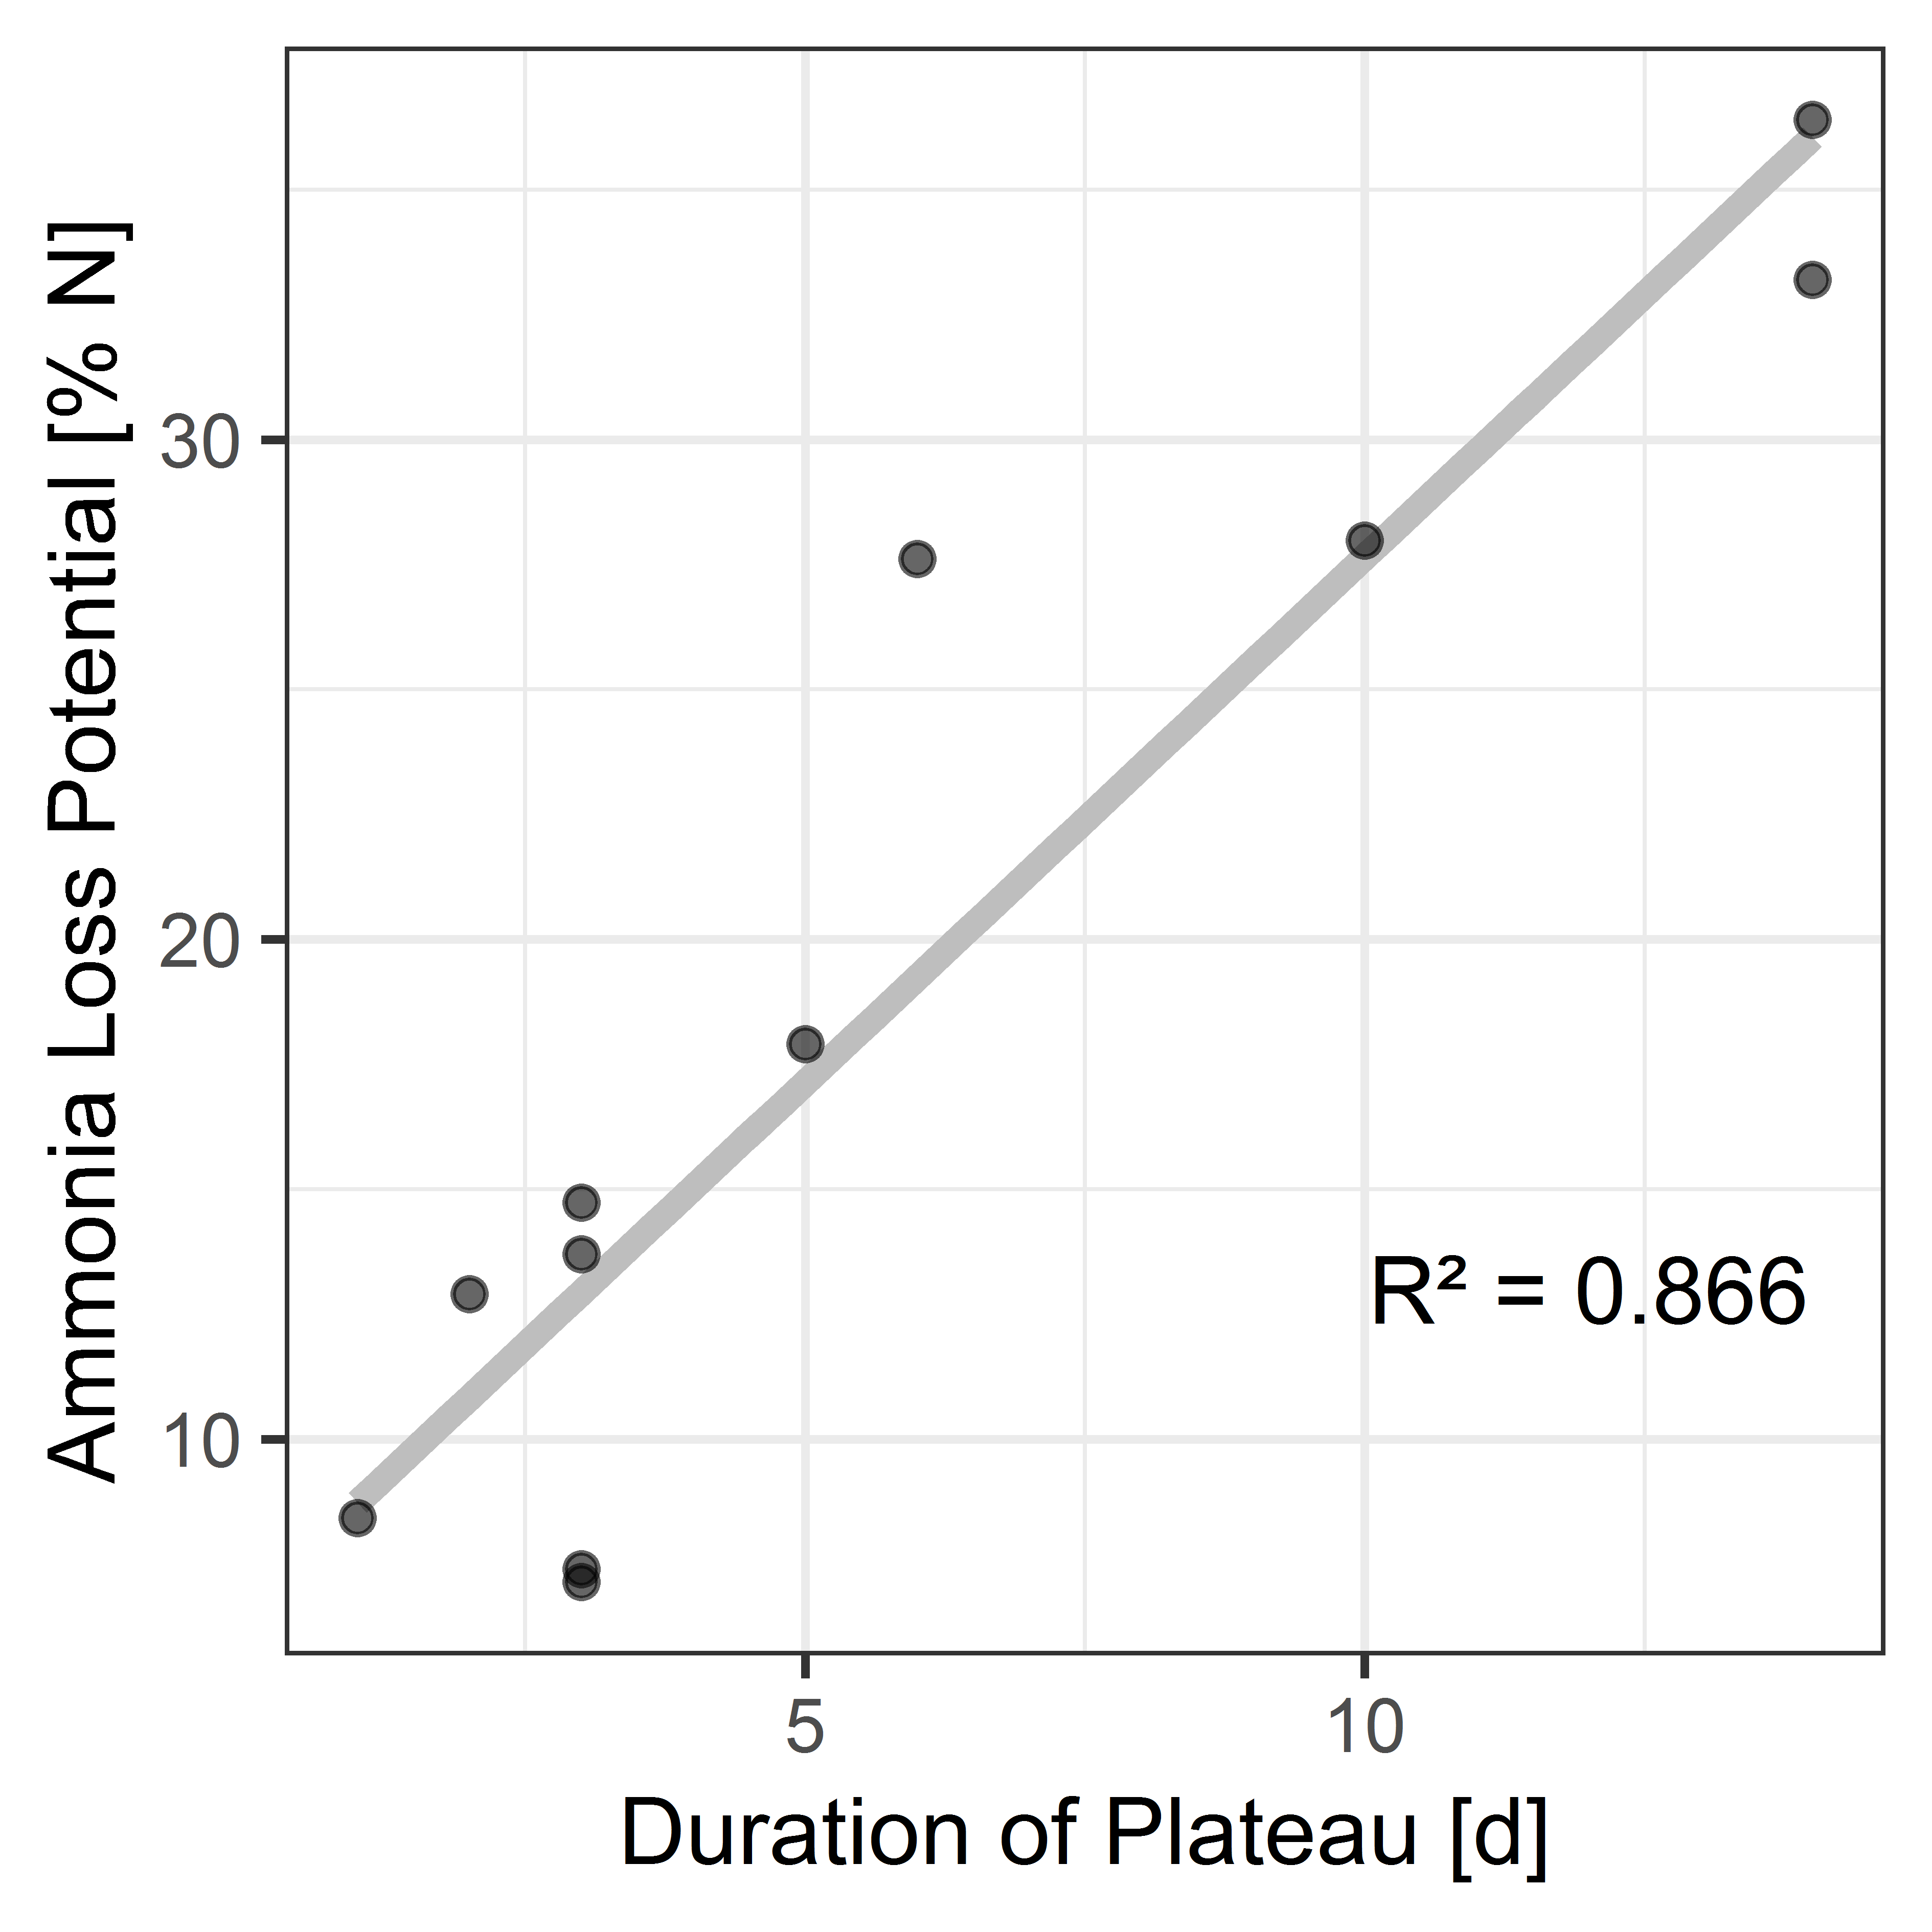 Ammonia Loss Potential [% N]
30
20
10
R² = 0.866
5
10
Duration of Plateau [d]